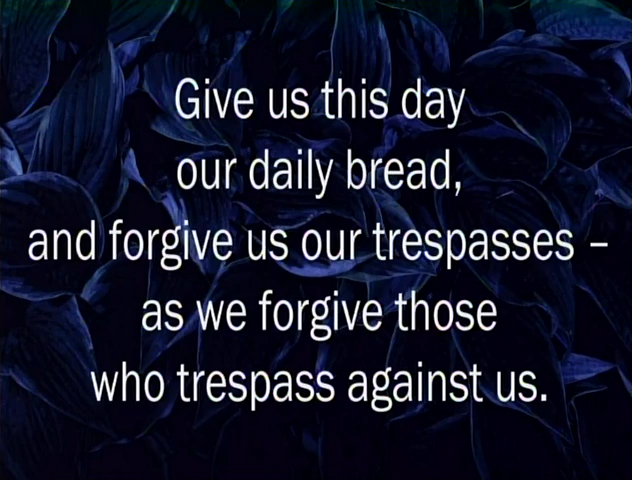 Give us this day
our daily bread,
and forgive us our trespasses –
as we forgive those
who trespass against us.